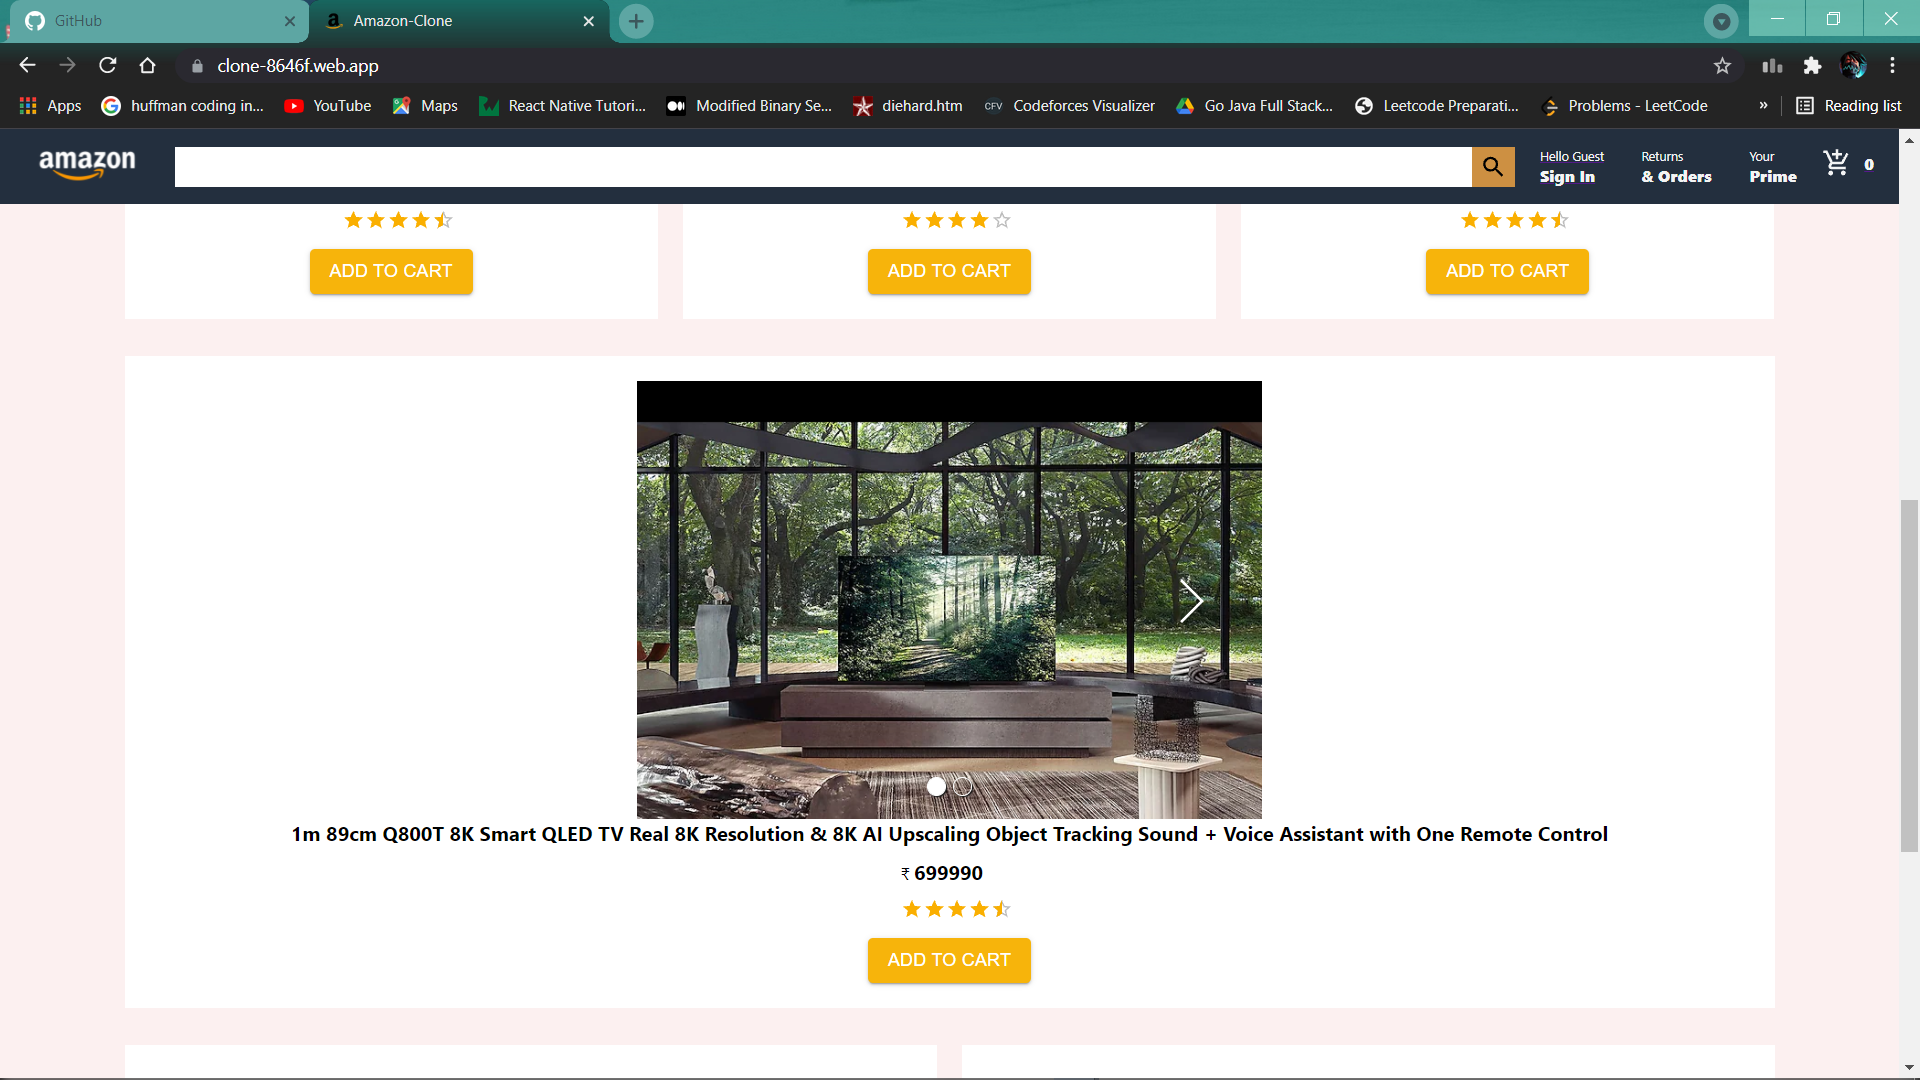 GitHub
Amazon-Clone
clone-8646f.web.app
Apps
huffman coding in...
YouTube
Maps
React Native Tutori...
Modified Binary Se...
diehard.htm
CFV
Codeforces Visualizer
Go Java Full Stack...
Leetcode Preparati...
Problems - LeetCode
»
Reading list
amazon
Hello Guest
Sign In
Returns
& Orders
Your
Prime
0
ADD TO CART
ADD TO CART
ADD TO CART
1m 89cm Q800T 8K Smart QLED TV Real 8K Resolution & 8K AI Upscaling Object Tracking Sound + Voice Assistant with One Remote Control
₹ 699990
ADD TO CART